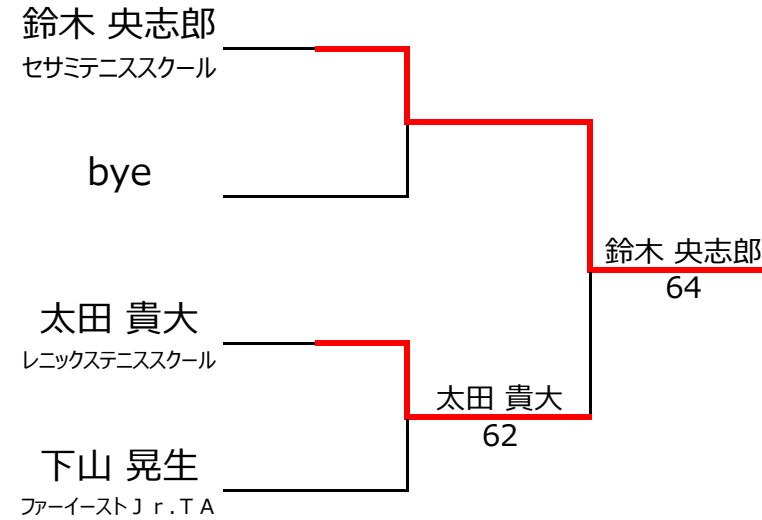 鈴木 央志郎
セサミテニススクール
bye
鈴木 央志郎
64
太田 貴大
レニックステニススクール
太田 貴大
62
下山 晃生
ファーイーストＪｒ.ＴＡ